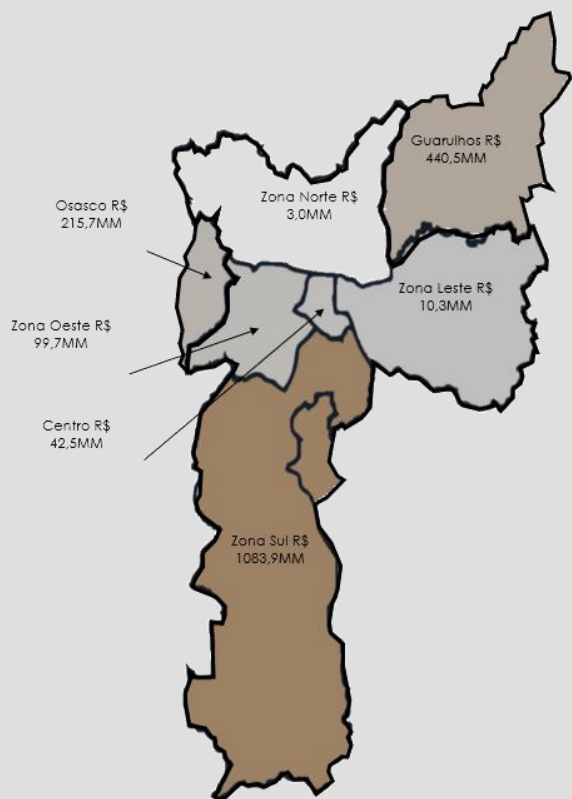 Guarulhos R$
440,5MM
Zona Norte R$
3,0MM
Osasco R$
215,7MM
Zona Leste R$
10,3MM
Zona Oeste R$
99,7MM
Centro R$
42,5MM
Zona Sul R$
1083,9MM